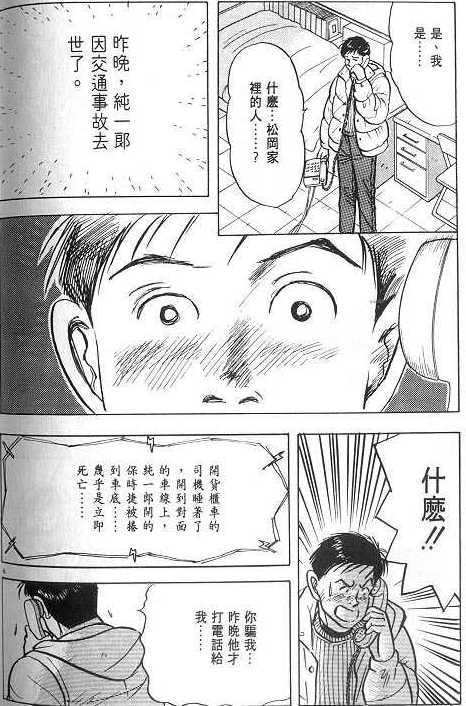 是、我
是……
什麼…松岡家
裡的人……？
昨晚，純一郎
因交通事故去
世了。
什麼!!
開貨櫃車的
司機睡著了
，開到對面
的車線上，
純一郎開的
保時捷被捲
到車底……
幾乎是立即
死亡……
你騙我…
昨晚他才
打電話給
我……